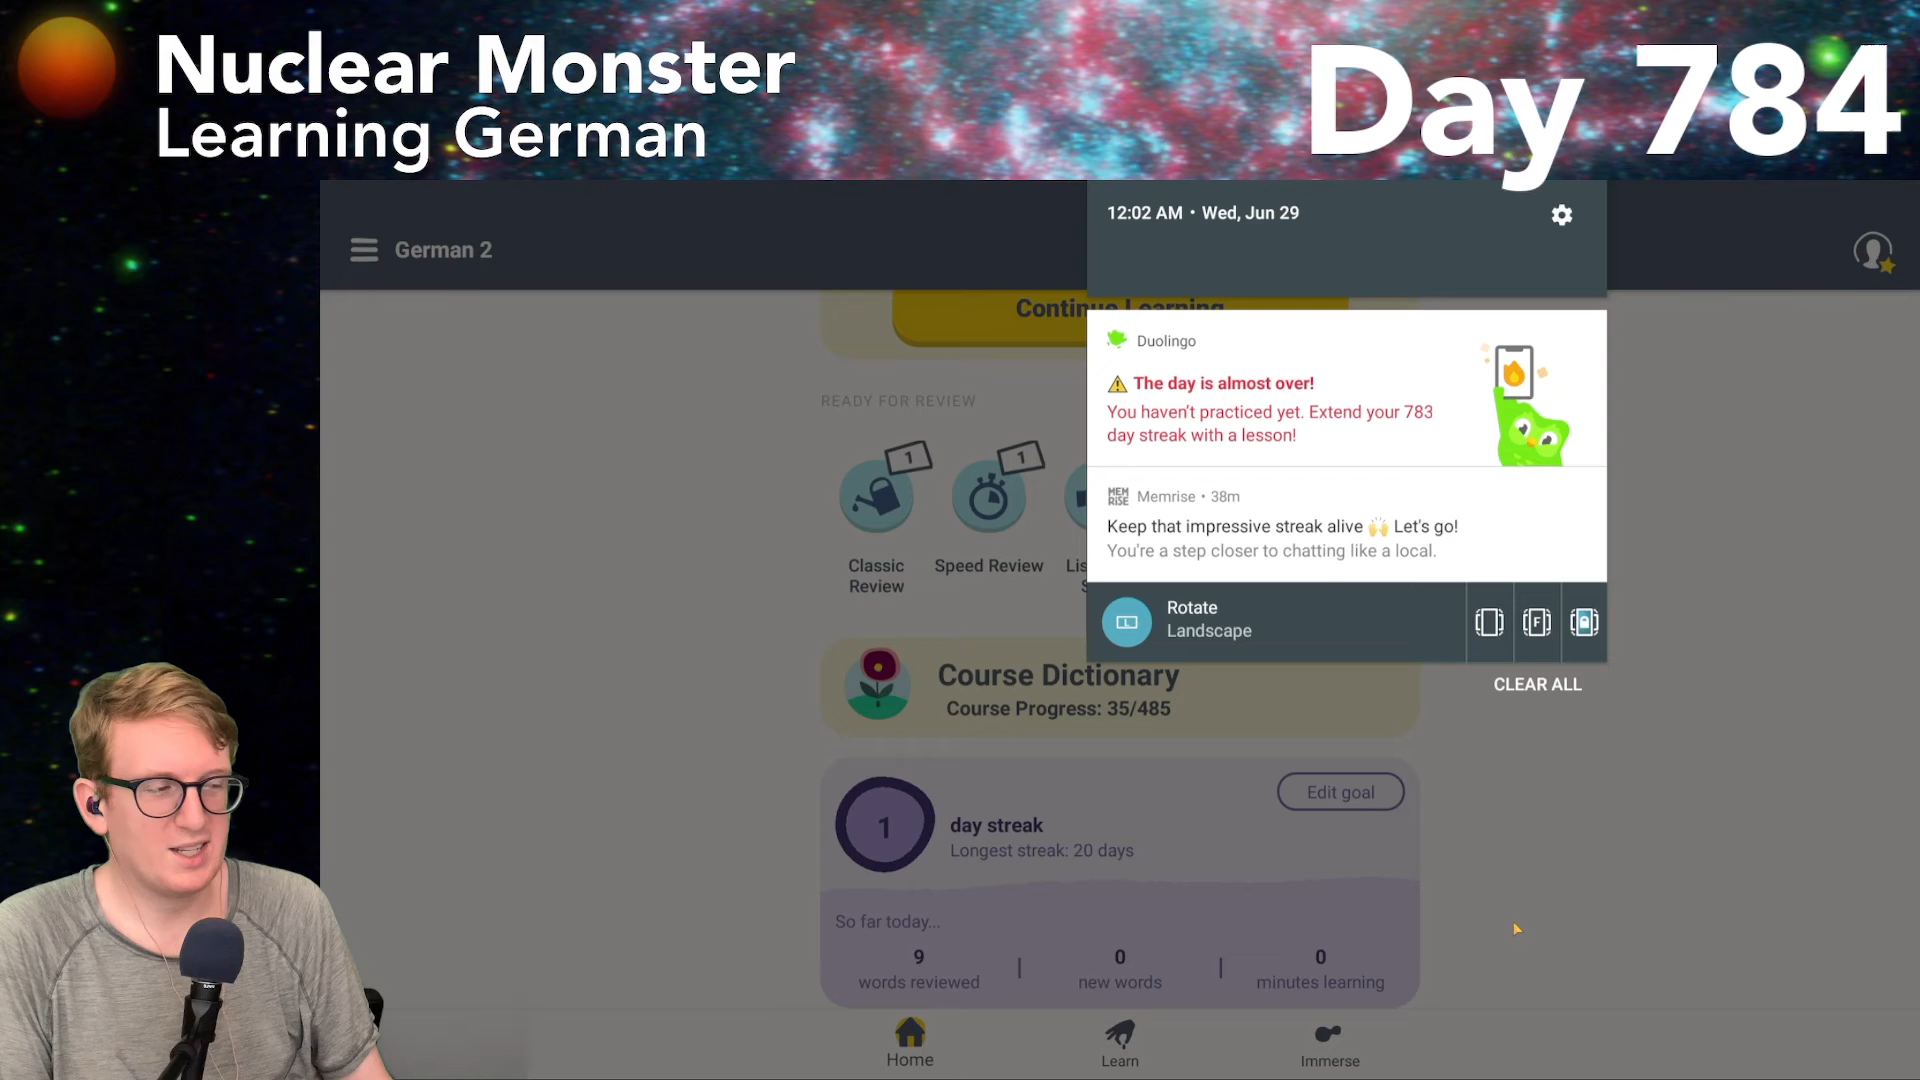 Nuclear Monster
Learning German
Day 784
12:02 AM • Wed, Jun 29
German 2
Continue Learning
Duolingo
⚠ The day is almost over!
You haven't practiced yet. Extend your 783
day streak with a lesson!
READY FOR REVIEW
1
1
Memrise • 38m
Keep that impressive streak alive 🙌 Let's go!
You're a step closer to chatting like a local.
Classic
Review
Speed Review
Lis
S
Rotate
Landscape
L
F
Course Dictionary
Course Progress: 35/485
CLEAR ALL
1
day streak
Longest streak: 20 days
Edit goal
So far today...
9
words reviewed
0
new words
0
minutes learning
Home
Learn
Immerse